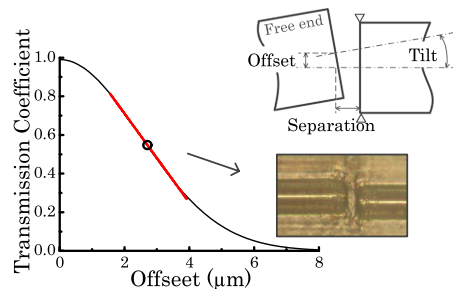 Free end
Offset
Tilt
Separation
Transmission Coefficient
1.0
0.8
0.6
0.4
0.2
0.0
0
2
4
6
8
Offseet (μm)